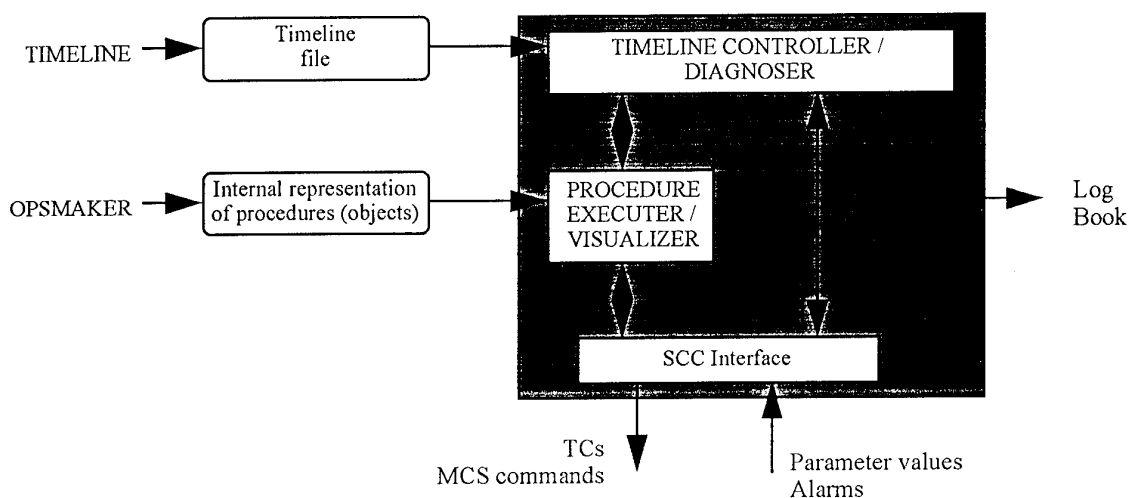 TIMELINE
Timeline
file
TIMELINE CONTROLLER /
DIAGNOSER
OPSMAKER
Internal representation
of procedures (objects)
PROCEDURE
EXECUTER /
VISUALIZER
Log
Book
SCC Interface
TCs
MCS commands
Parameter values
Alarms